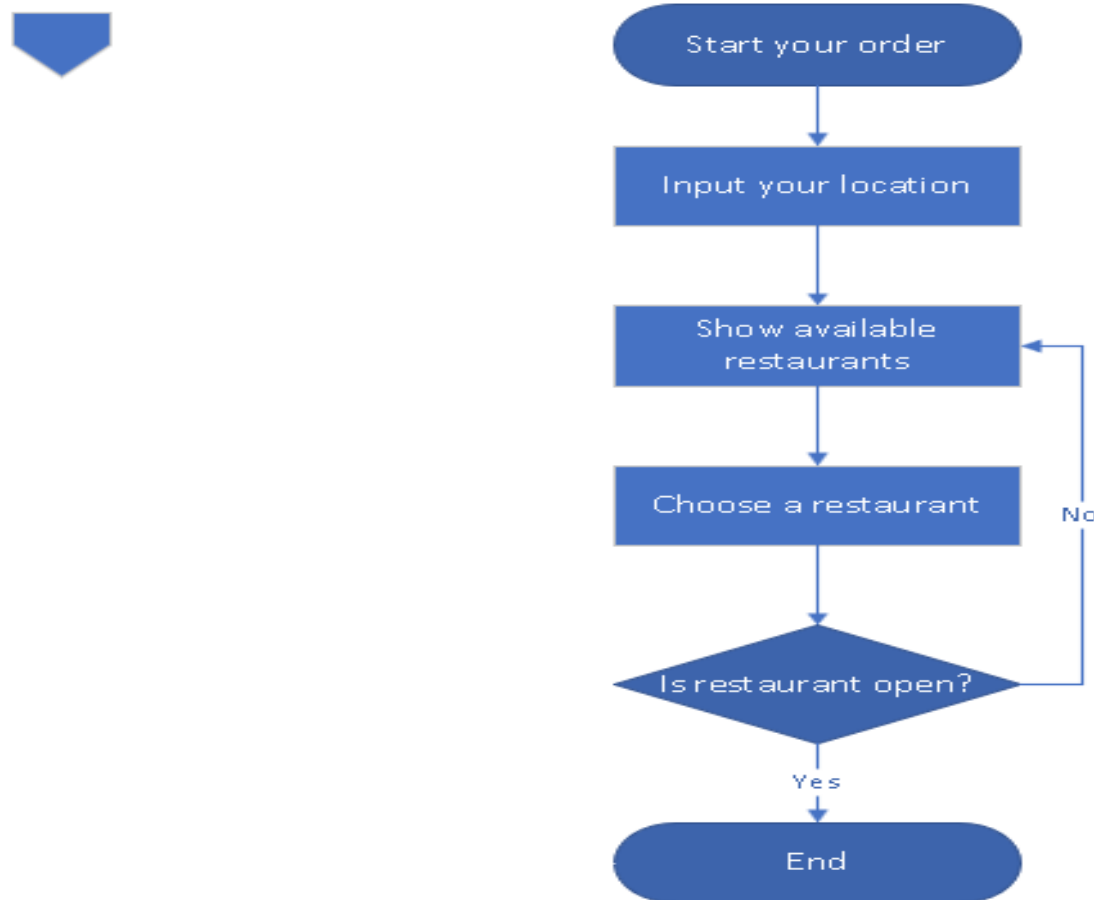 Start your order
Input your location
Show available
restaurants
Choose a restaurant
No
Is restaurant open?
Yes
End